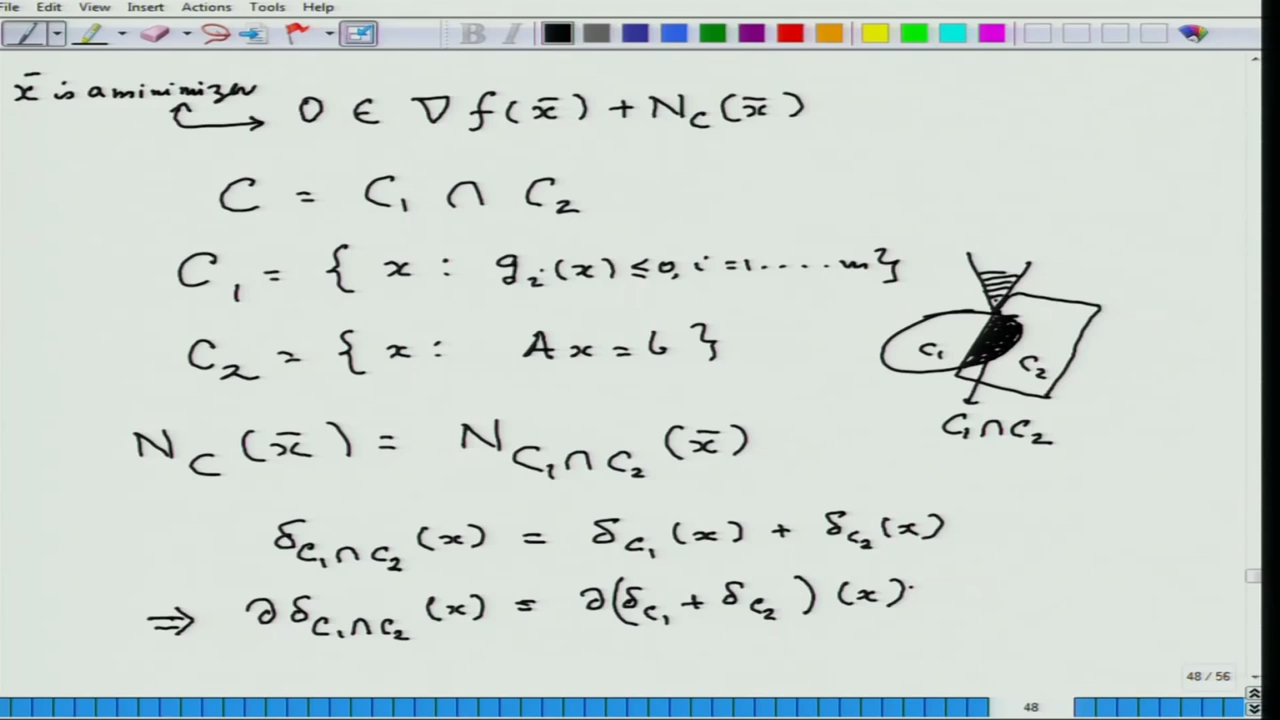 File Edit View Insert Actions Tools Help
x̄ is a minimizer
0 ∈ ∇ f(x̄) + N_C(x̄)
C = C₁ ∩ C₂
C₁ = { x : gᵢ(x) ≤ 0, i = 1.....m }
C₂ = { x : Ax = b }
C₁
C₂
C₁ ∩ C₂
N_C (x̄) = N_{C₁ ∩ C₂} (x̄)
δ_{C₁ ∩ C₂} (x) = δ_{C₁} (x) + δ_{C₂} (x)
⇒ ∂ δ_{C₁ ∩ C₂} (x) = ∂(δ_{C₁} + δ_{C₂}) (x).
48 / 56
48